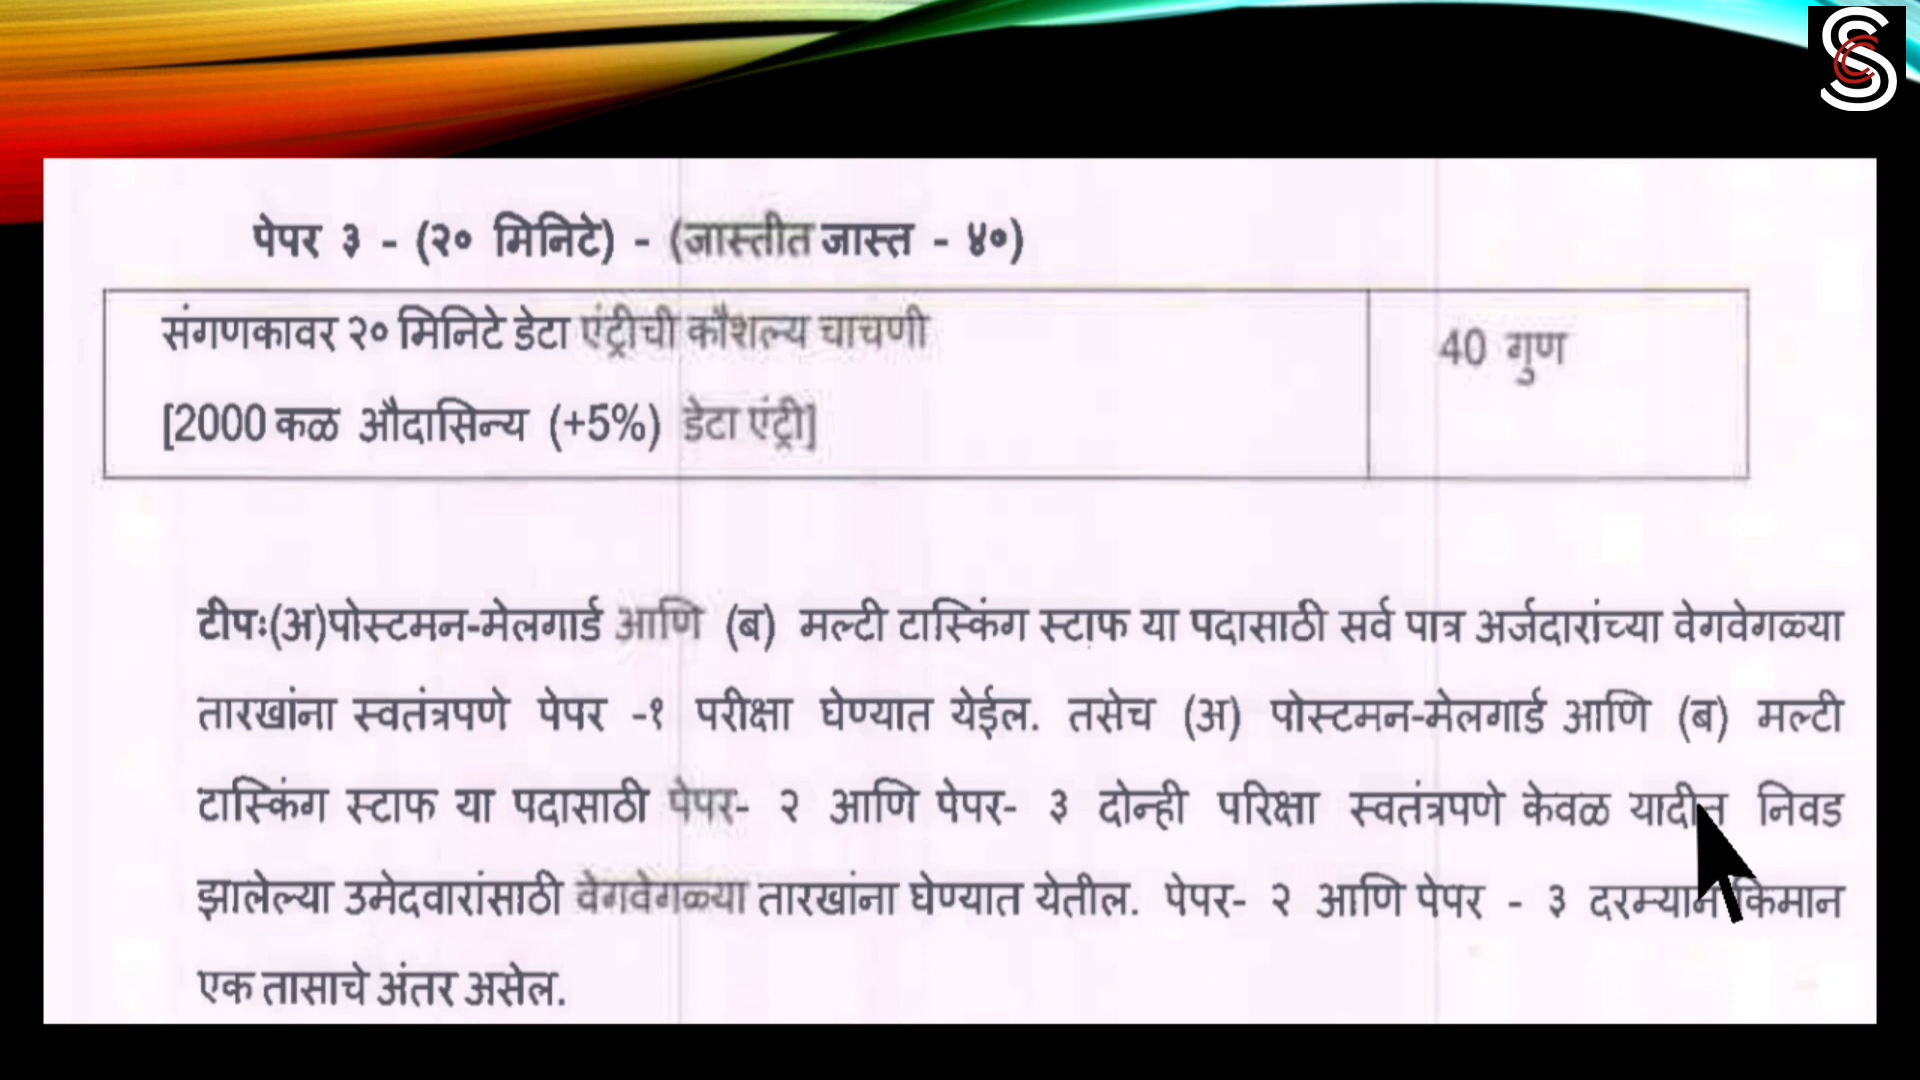 पेपर ३ - (२० मिनिटे) - (जास्तीत जास्त - ४०)
संगणकावर २० मिनिटे डेटा एंट्रीची कौशल्य चाचणी
40 गुण
[2000 कळ औदासिन्य (+5%) डेटा एंट्री]
टीपः(अ)पोस्टमन-मेलगार्ड आणि (ब) मल्टी टास्किंग स्टाफ या पदासाठी सर्व पात्र अर्जदारांच्या वेगवेगळ्या
तारखांना स्वतंत्रपणे पेपर -१ परीक्षा घेण्यात येईल. तसेच (अ) पोस्टमन-मेलगार्ड आणि (ब) मल्टी
टास्किंग स्टाफ या पदासाठी पेपर- २ आणि पेपर- ३ दोन्ही परिक्षा स्वतंत्रपणे केवळ यादीत निवड
झालेल्या उमेदवारांसाठी वेगवेगळ्या तारखांना घेण्यात येतील. पेपर- २ आणि पेपर - ३ दरम्यान किमान
एक तासाचे अंतर असेल.